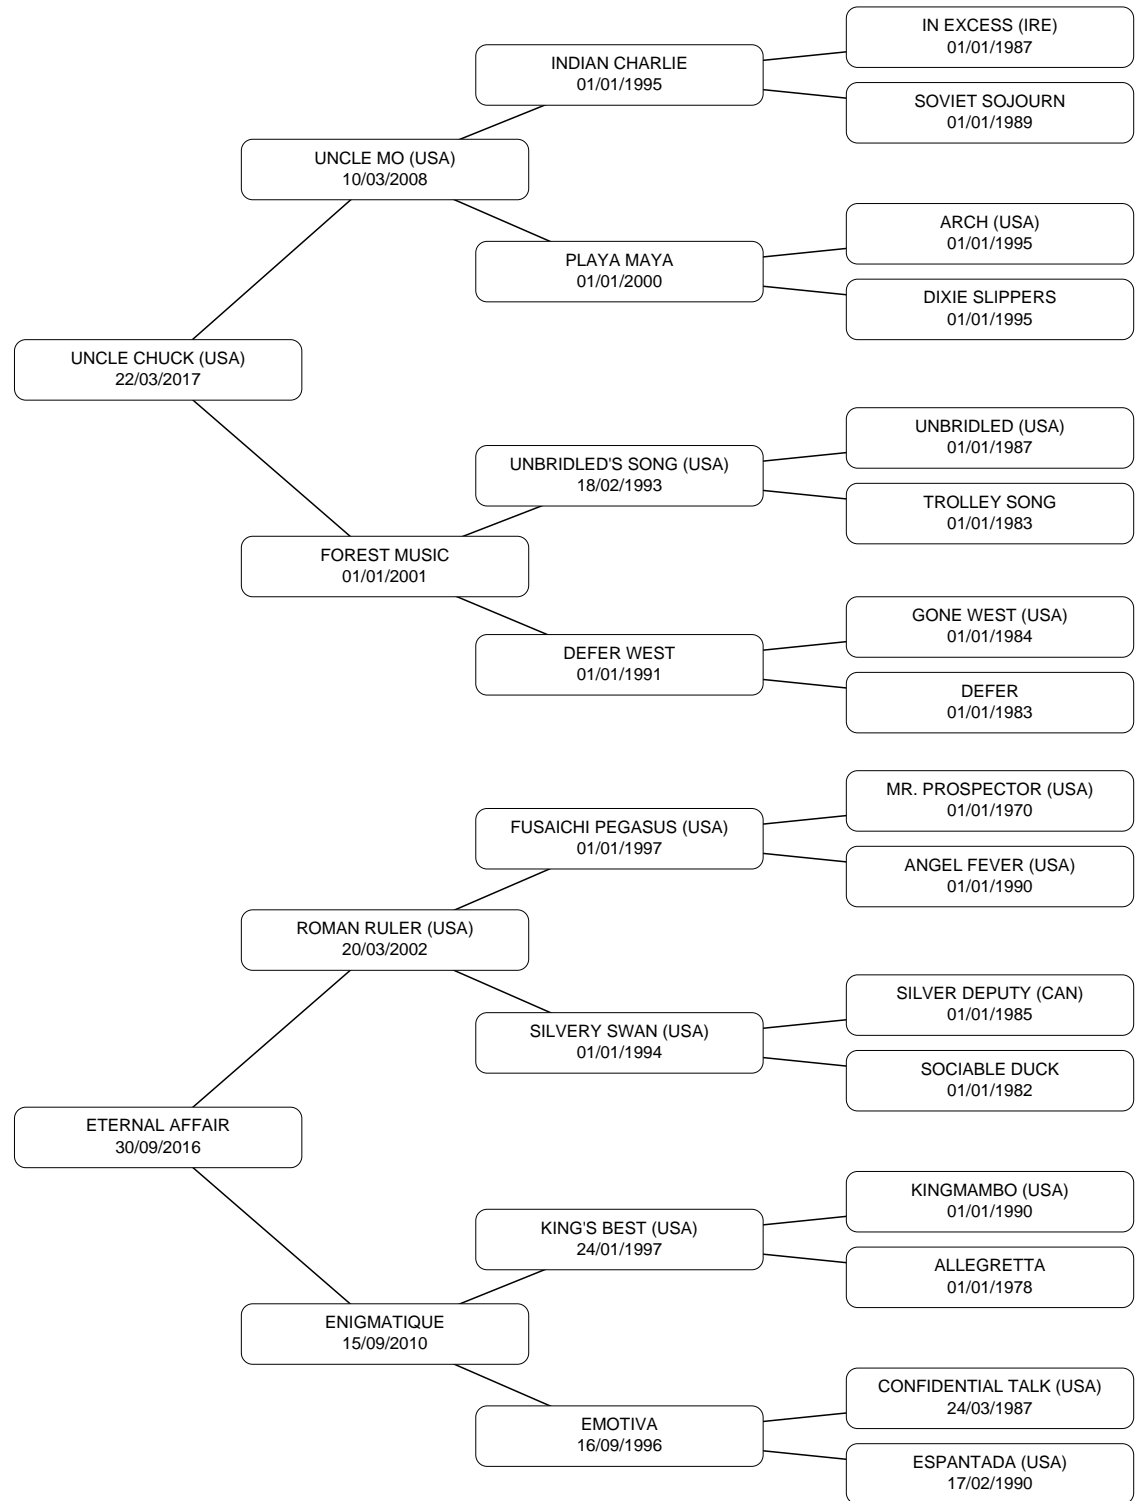 IN EXCESS (IRE)
01/01/1987
INDIAN CHARLIE
01/01/1995
SOVIET SOJOURN
01/01/1989
UNCLE MO (USA)
10/03/2008
ARCH (USA)
01/01/1995
PLAYA MAYA
01/01/2000
DIXIE SLIPPERS
01/01/1995
UNCLE CHUCK (USA)
22/03/2017
UNBRIDLED (USA)
01/01/1987
UNBRIDLED'S SONG (USA)
18/02/1993
TROLLEY SONG
01/01/1983
FOREST MUSIC
01/01/2001
GONE WEST (USA)
01/01/1984
DEFER WEST
01/01/1991
DEFER
01/01/1983
MR. PROSPECTOR (USA)
01/01/1970
FUSAICHI PEGASUS (USA)
01/01/1997
ANGEL FEVER (USA)
01/01/1990
ROMAN RULER (USA)
20/03/2002
SILVER DEPUTY (CAN)
01/01/1985
SILVERY SWAN (USA)
01/01/1994
SOCIABLE DUCK
01/01/1982
ETERNAL AFFAIR
30/09/2016
KINGMAMBO (USA)
01/01/1990
KING'S BEST (USA)
24/01/1997
ALLEGRETTA
01/01/1978
ENIGMATIQUE
15/09/2010
CONFIDENTIAL TALK (USA)
24/03/1987
EMOTIVA
16/09/1996
ESPANTADA (USA)
17/02/1990